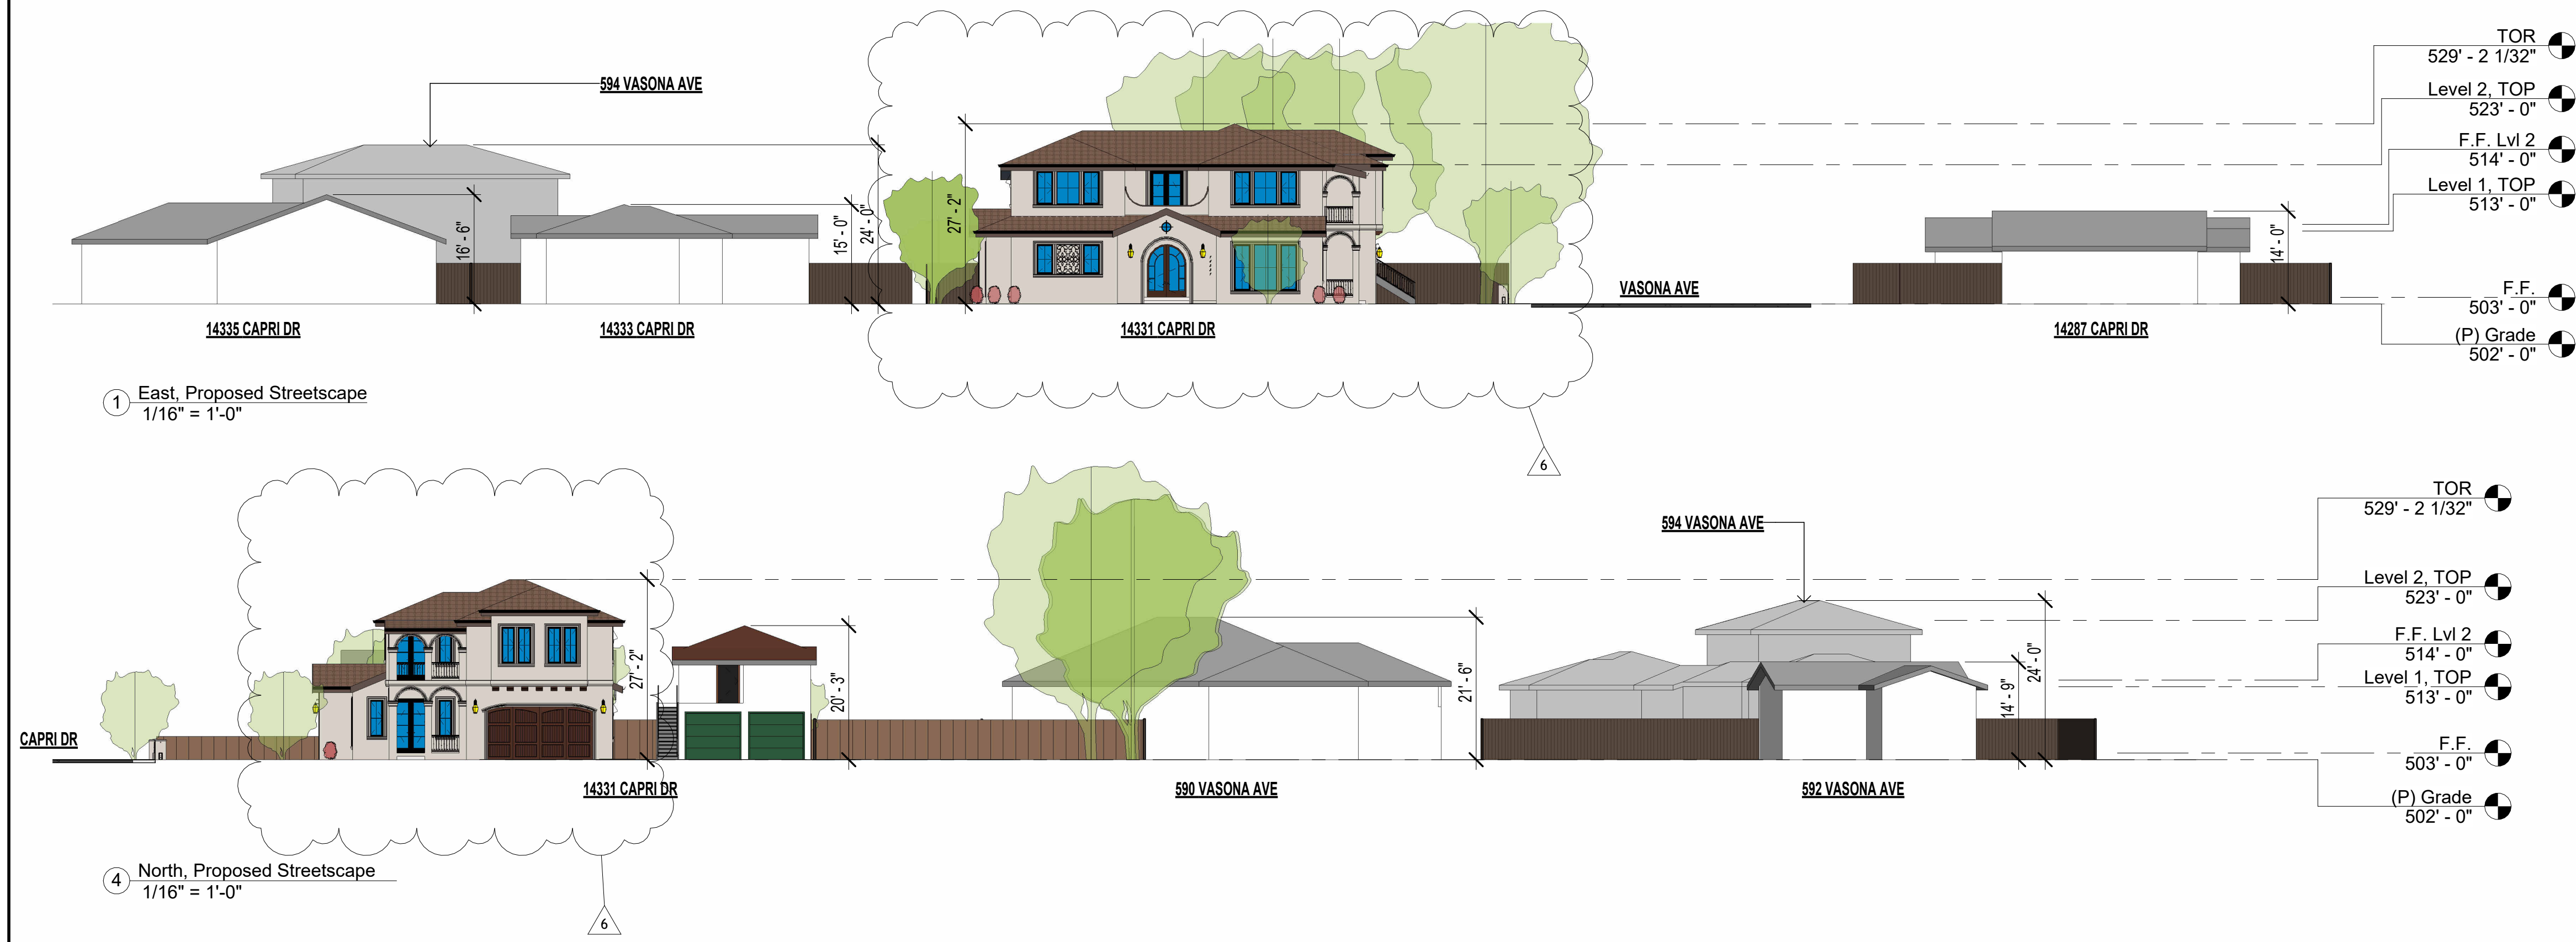 594 VASONA AVE
TOR
529' - 2 1/32"
Level 2, TOP
523' - 0"
F.F. Lvl 2
514' - 0"
Level 1, TOP
513' - 0"
F.F.
503' - 0"
(P) Grade
502' - 0"
16' - 6"
15' - 0"
24' - 0"
27' - 2"
14' - 0"
VASONA AVE
14335 CAPRI DR
14333 CAPRI DR
14331 CAPRI DR
14287 CAPRI DR
1 East, Proposed Streetscape
1/16" = 1'-0"
6
594 VASONA AVE
TOR
529' - 2 1/32"
Level 2, TOP
523' - 0"
F.F. Lvl 2
514' - 0"
Level 1, TOP
513' - 0"
F.F.
503' - 0"
(P) Grade
502' - 0"
27' - 2"
20' - 3"
21' - 6"
14' - 9"
24' - 0"
CAPRI DR
14331 CAPRI DR
590 VASONA AVE
592 VASONA AVE
4 North, Proposed Streetscape
1/16" = 1'-0"
6